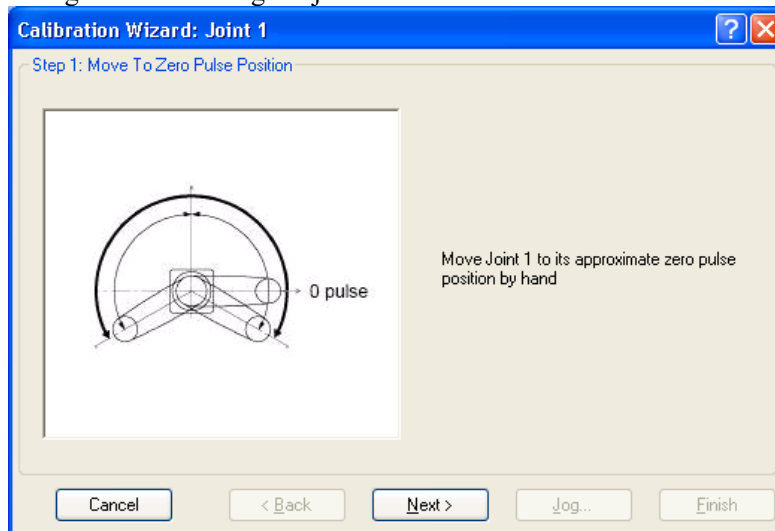 Calibration Wizard: Joint 1
Step 1: Move To Zero Pulse Position
0 pulse
Move Joint 1 to its approximate zero pulse
position by hand
Cancel
< Back
Next >
Jog...
Finish